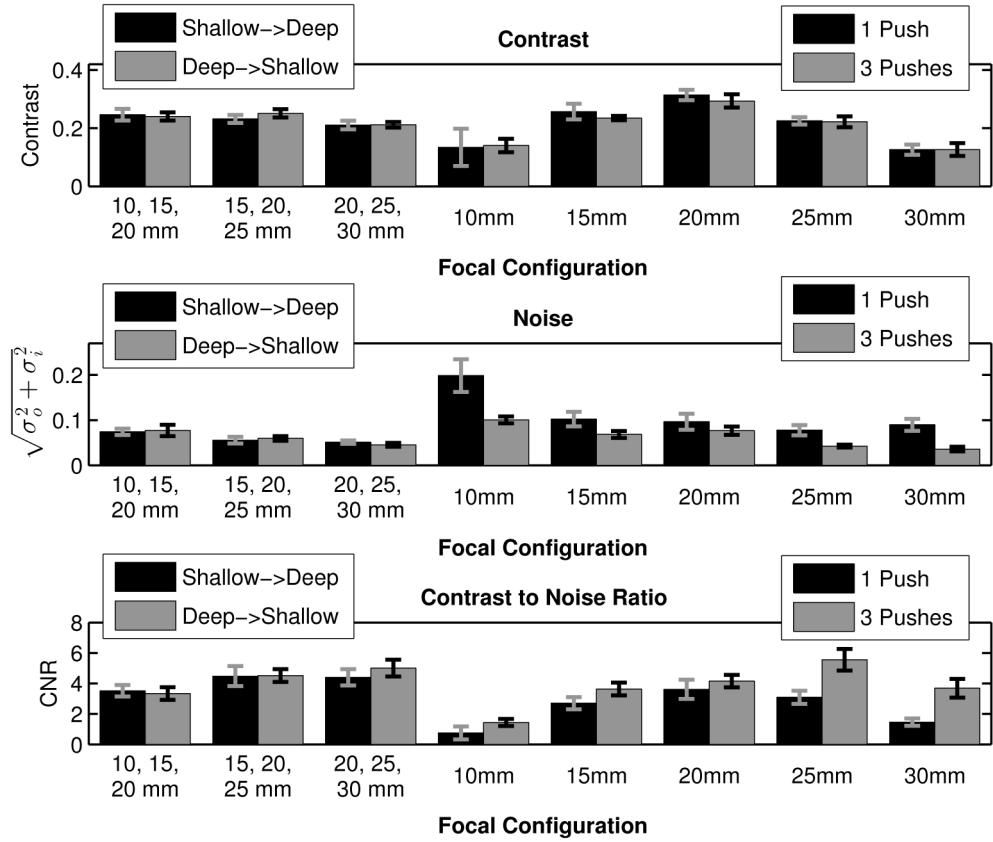 Shallow->Deep
Deep->Shallow
Contrast
1 Push
3 Pushes
0.4
0.2
0
Contrast
10, 15, 20 mm
15, 20, 25 mm
20, 25, 30 mm
10mm
15mm
20mm
25mm
30mm
Focal Configuration
Shallow->Deep
Deep->Shallow
Noise
1 Push
3 Pushes
0.2
0.1
0
√σ_o^2 + σ_i^2
10, 15, 20 mm
15, 20, 25 mm
20, 25, 30 mm
10mm
15mm
20mm
25mm
30mm
Focal Configuration
Shallow->Deep
Deep->Shallow
Contrast to Noise Ratio
1 Push
3 Pushes
8
6
4
2
0
CNR
10, 15, 20 mm
15, 20, 25 mm
20, 25, 30 mm
10mm
15mm
20mm
25mm
30mm
Focal Configuration